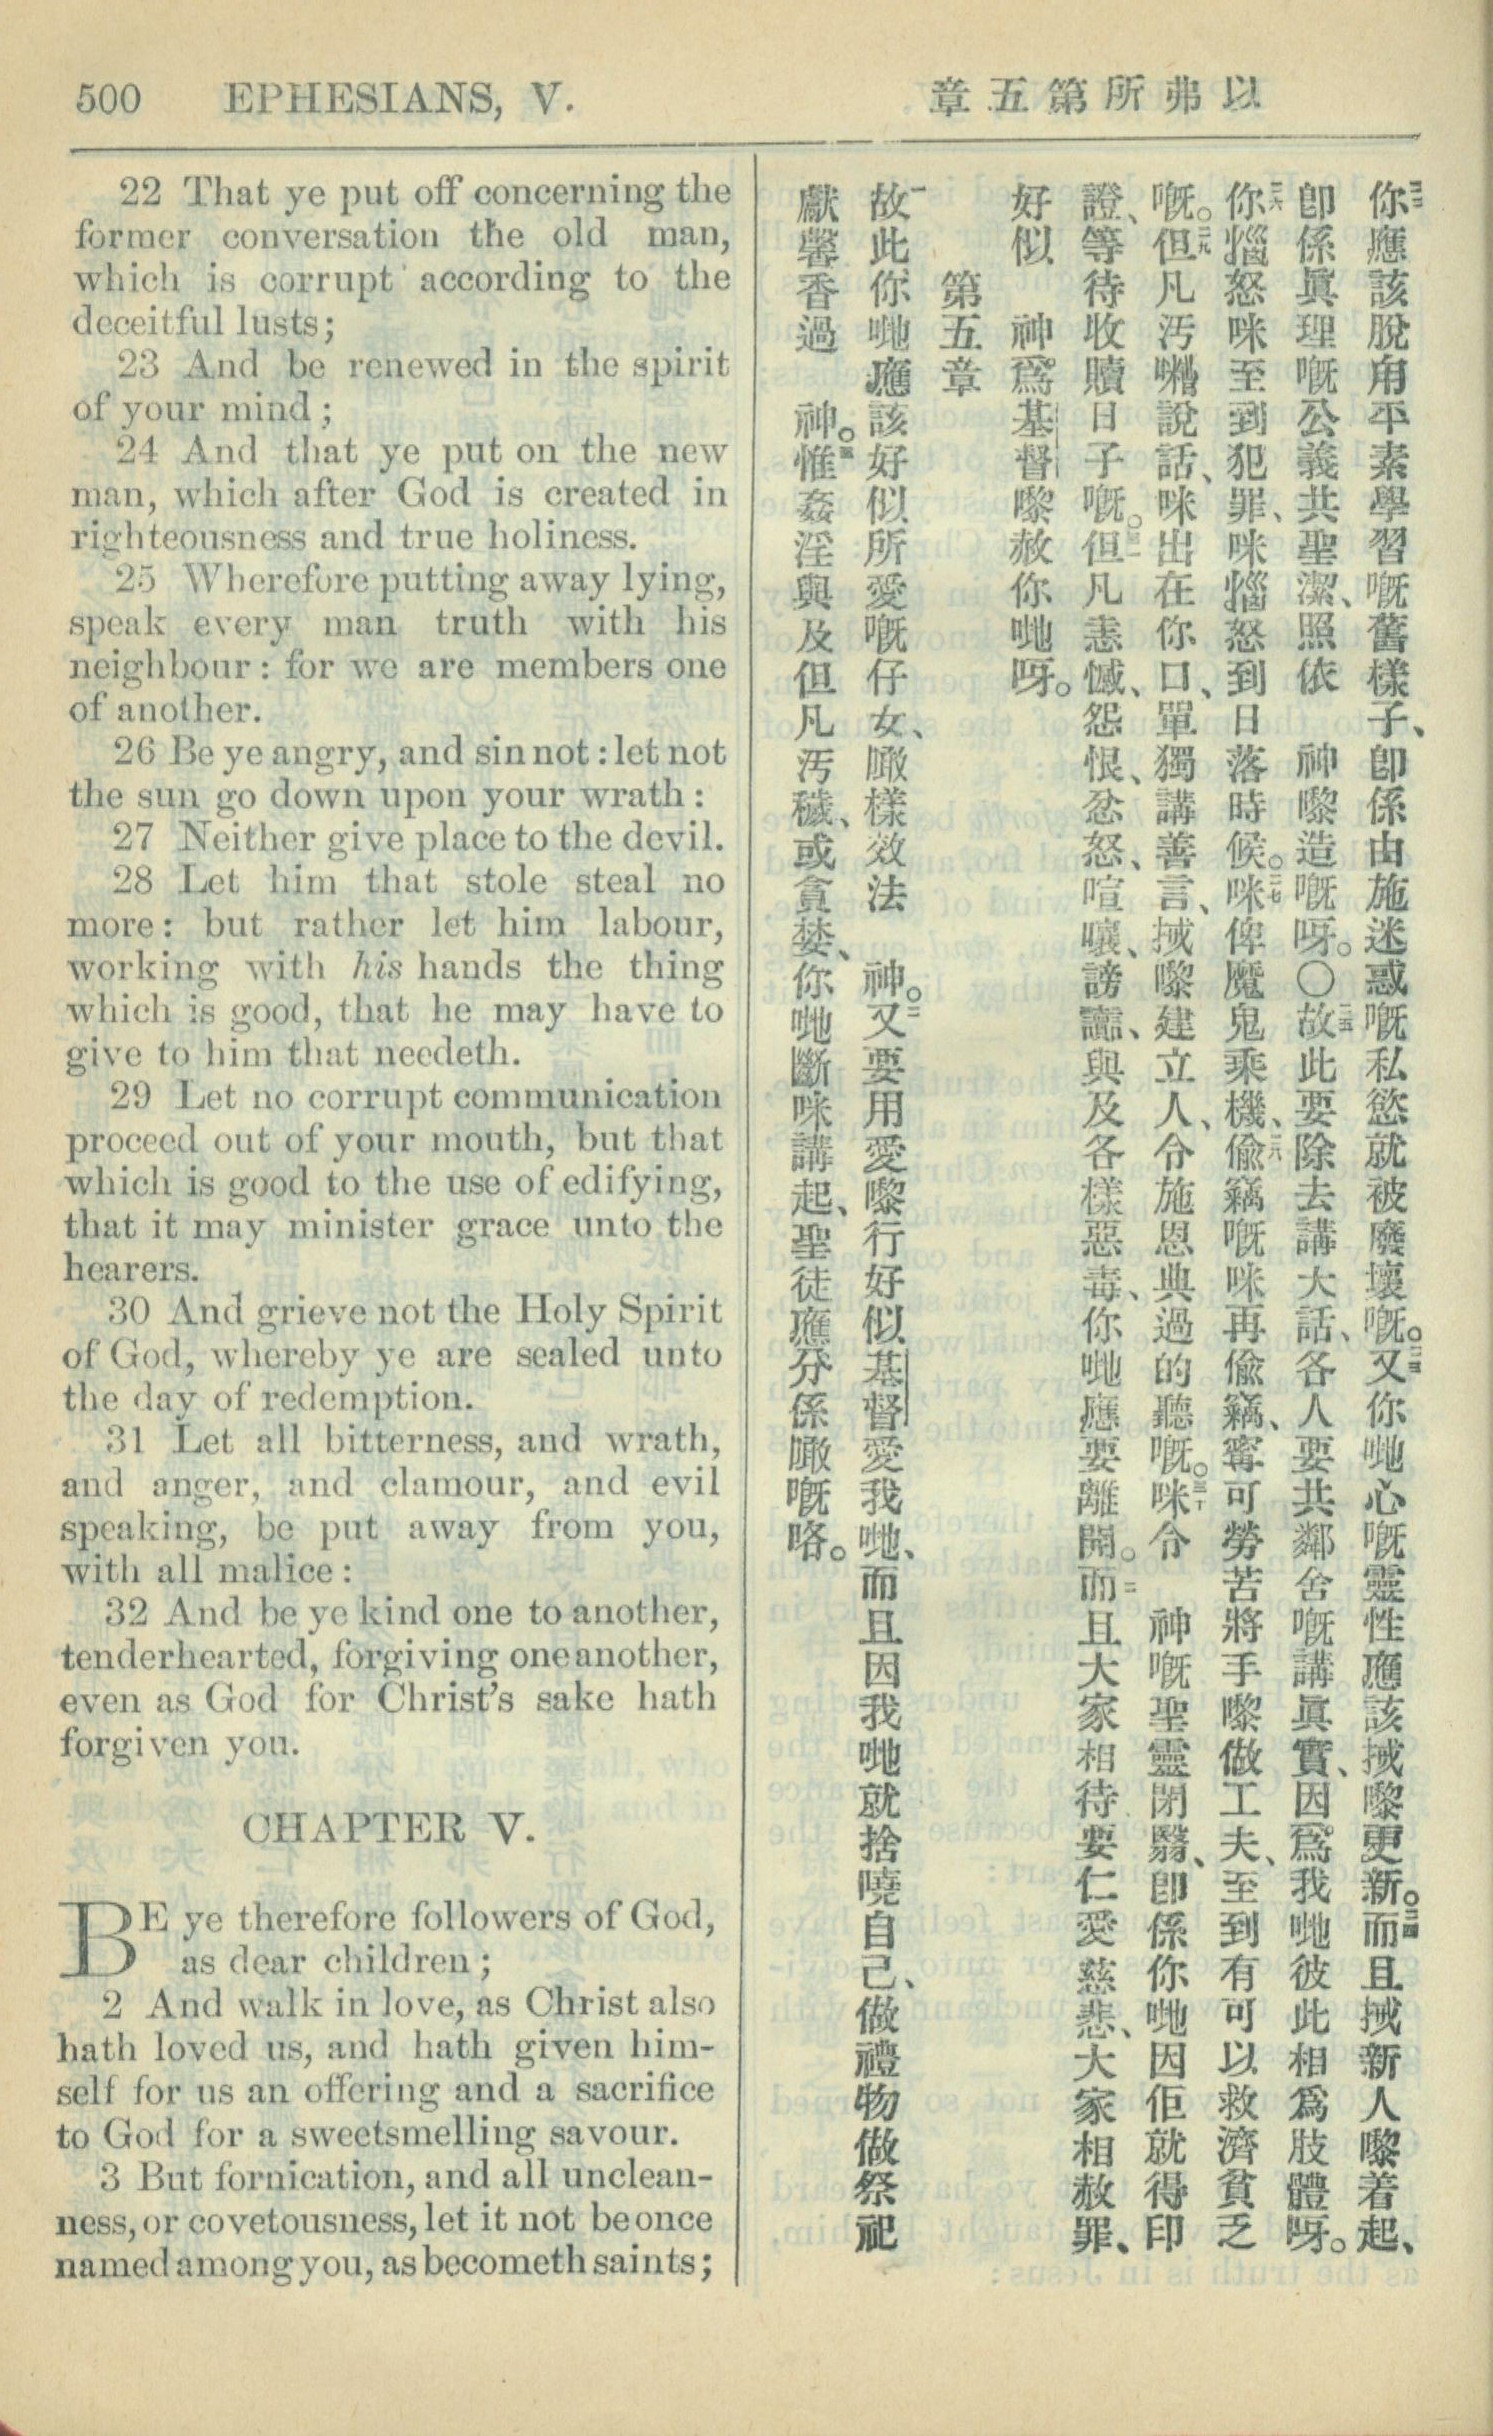 500 EPHESIANS, V.
章五第所弗以
22 That ye put off concerning the
former conversation the old man,
which is corrupt according to the
deceitful lusts;
23 And be renewed in the spirit
of your mind;
24 And that ye put on the new
man, which after God is created in
righteousness and true holiness.
25 Wherefore putting away lying,
speak every man truth with his
neighbour: for we are members one
of another.
26 Be ye angry, and sin not: let not
the sun go down upon your wrath:
27 Neither give place to the devil.
28 Let him that stole steal no
more: but rather let him labour,
working with his hands the thing
which is good, that he may have to
give to him that needeth.
29 Let no corrupt communication
proceed out of your mouth, but that
which is good to the use of edifying,
that it may minister grace unto the
hearers.
30 And grieve not the Holy Spirit
of God, whereby ye are sealed unto
the day of redemption.
31 Let all bitterness, and wrath,
and anger, and clamour, and evil
speaking, be put away from you,
with all malice:
32 And be ye kind one to another,
tenderhearted, forgiving one another,
even as God for Christ's sake hath
forgiven you.
CHAPTER V.
BE ye therefore followers of God,
as dear children;
2 And walk in love, as Christ also
hath loved us, and hath given him-
self for us an offering and a sacrifice
to God for a sweetsmelling savour.
3 But fornication, and all unclean-
ness, or covetousness, let it not be once
named among you, as becometh saints;
你應該脫甪平素學習嘅舊樣子、卽係由施迷惑嘅私慾就被廢壞嘅。二三又你哋心嘅靈性應該㨂嚟更新。二四而且㨂新人嚟着起、
卽係眞理嘅公義共聖潔、照依 神嚟造嘅呀。〇二五故此要除去講大話、各人要共鄰舍嘅講眞實、因爲我哋彼此相爲肢體呀。
二六你惱怒咪至到犯罪、咪惱怒到日落時候。二七咪俾魔鬼乘機、二八偸竊嘅咪再偸竊、寗可勞苦將手嚟做工夫、至到有可以救濟貧乏
嘅。二九但凡汚糟說話、咪出在你口、單獨講善言、㨂嚟建立人、令施恩典過的聽嘅。三十咪令 神嘅聖靈閉翳、卽係你哋因佢就得印
證、等待收贖日子嘅。三一但凡恚憾、怨恨、忿怒、喧嚷、謗讟、與及各樣惡毒、你哋應要離開。三二而且大家相待要仁愛慈悲、大家相赦罪、
好似 神爲基督嚟赦你哋呀。
第五章
一故此你哋應該好似所愛嘅仔女、噉樣效法 神。二又要用愛嚟行好似基督愛我哋、而且因我哋就捨嘵自己、做禮物做祭祀
獻馨香過 神。三惟姦淫與及但凡汚穢、或貪婪、你哋斷咪講起、聖徒應分係噉嘅咯。